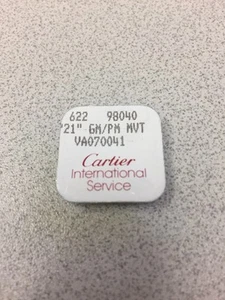 622 98040
"21" GM/PM MVT
VA070041
Cartier
International
Service